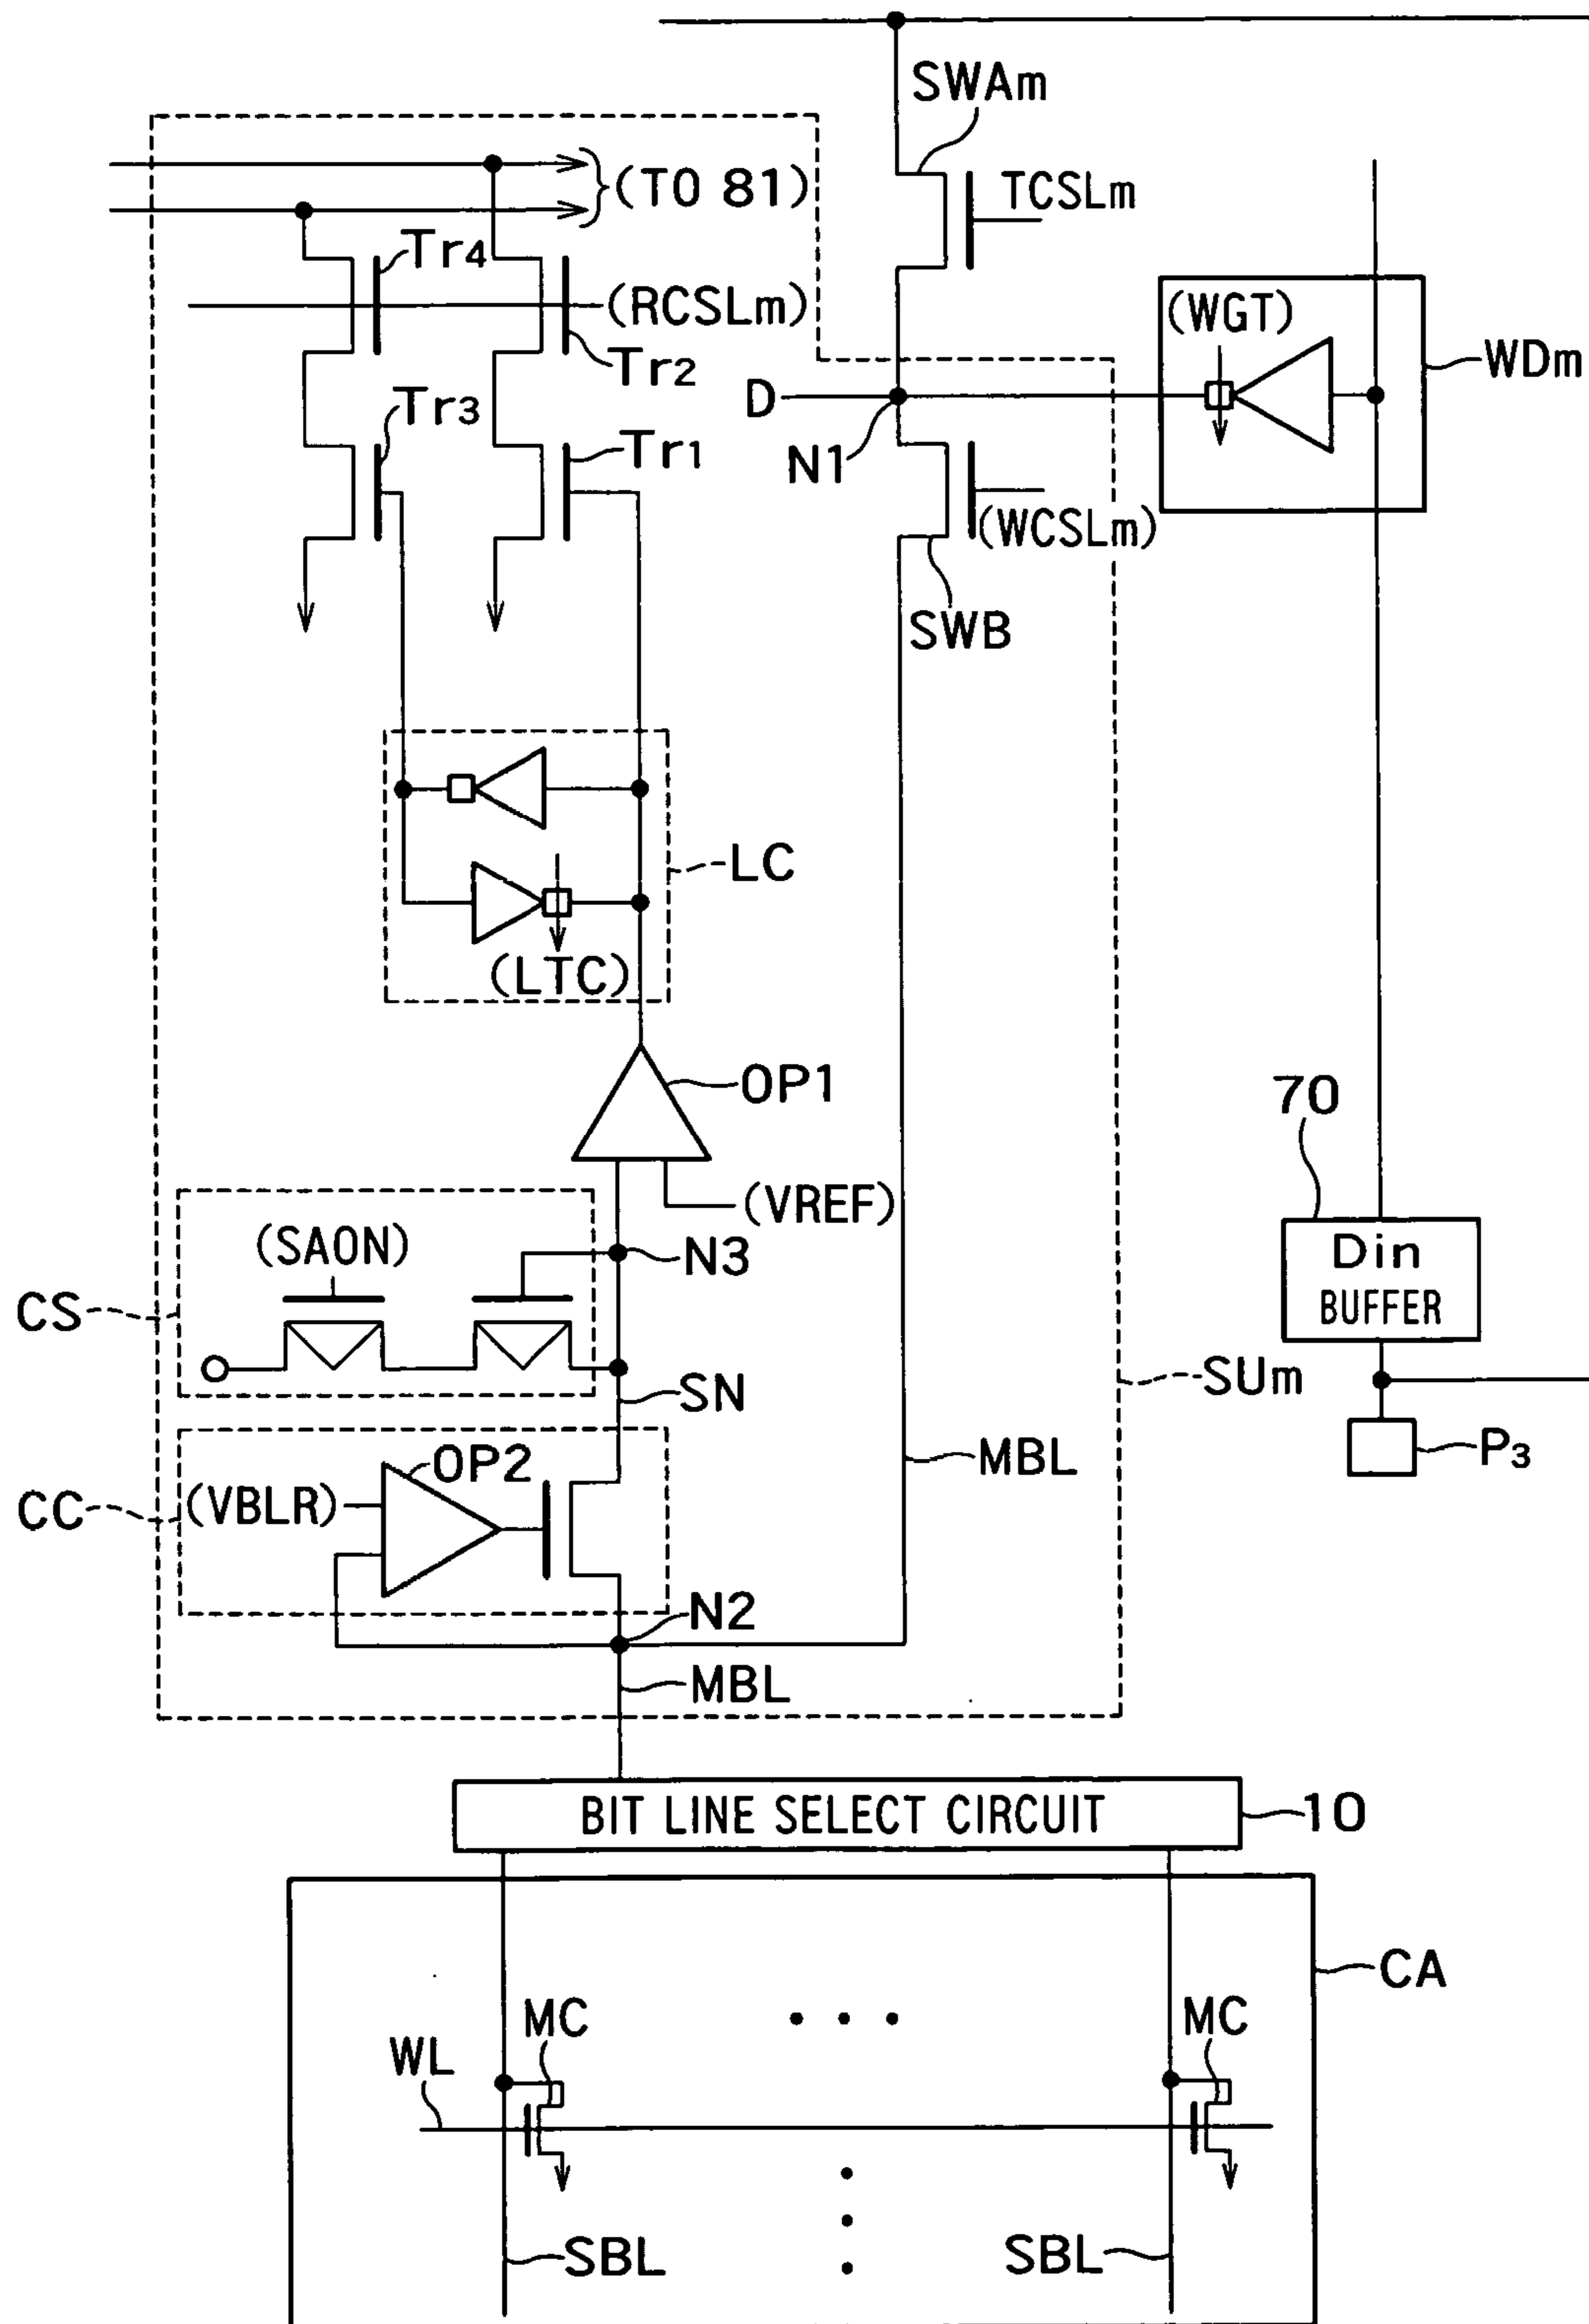 SWAm
(TO 81)
TCSLm
Tr4
(RCSLm)
Tr2
(WGT)
WDm
Tr3
D
N1
Tr1
(WCSLm)
SWB
LC
(LTC)
OP1
70
(VREF)
(SAON)
N3
Din
BUFFER
CS
SN
SUm
OP2
MBL
P3
CC
(VBLR)
N2
MBL
BIT LINE SELECT CIRCUIT
10
CA
MC
MC
WL
SBL
SBL